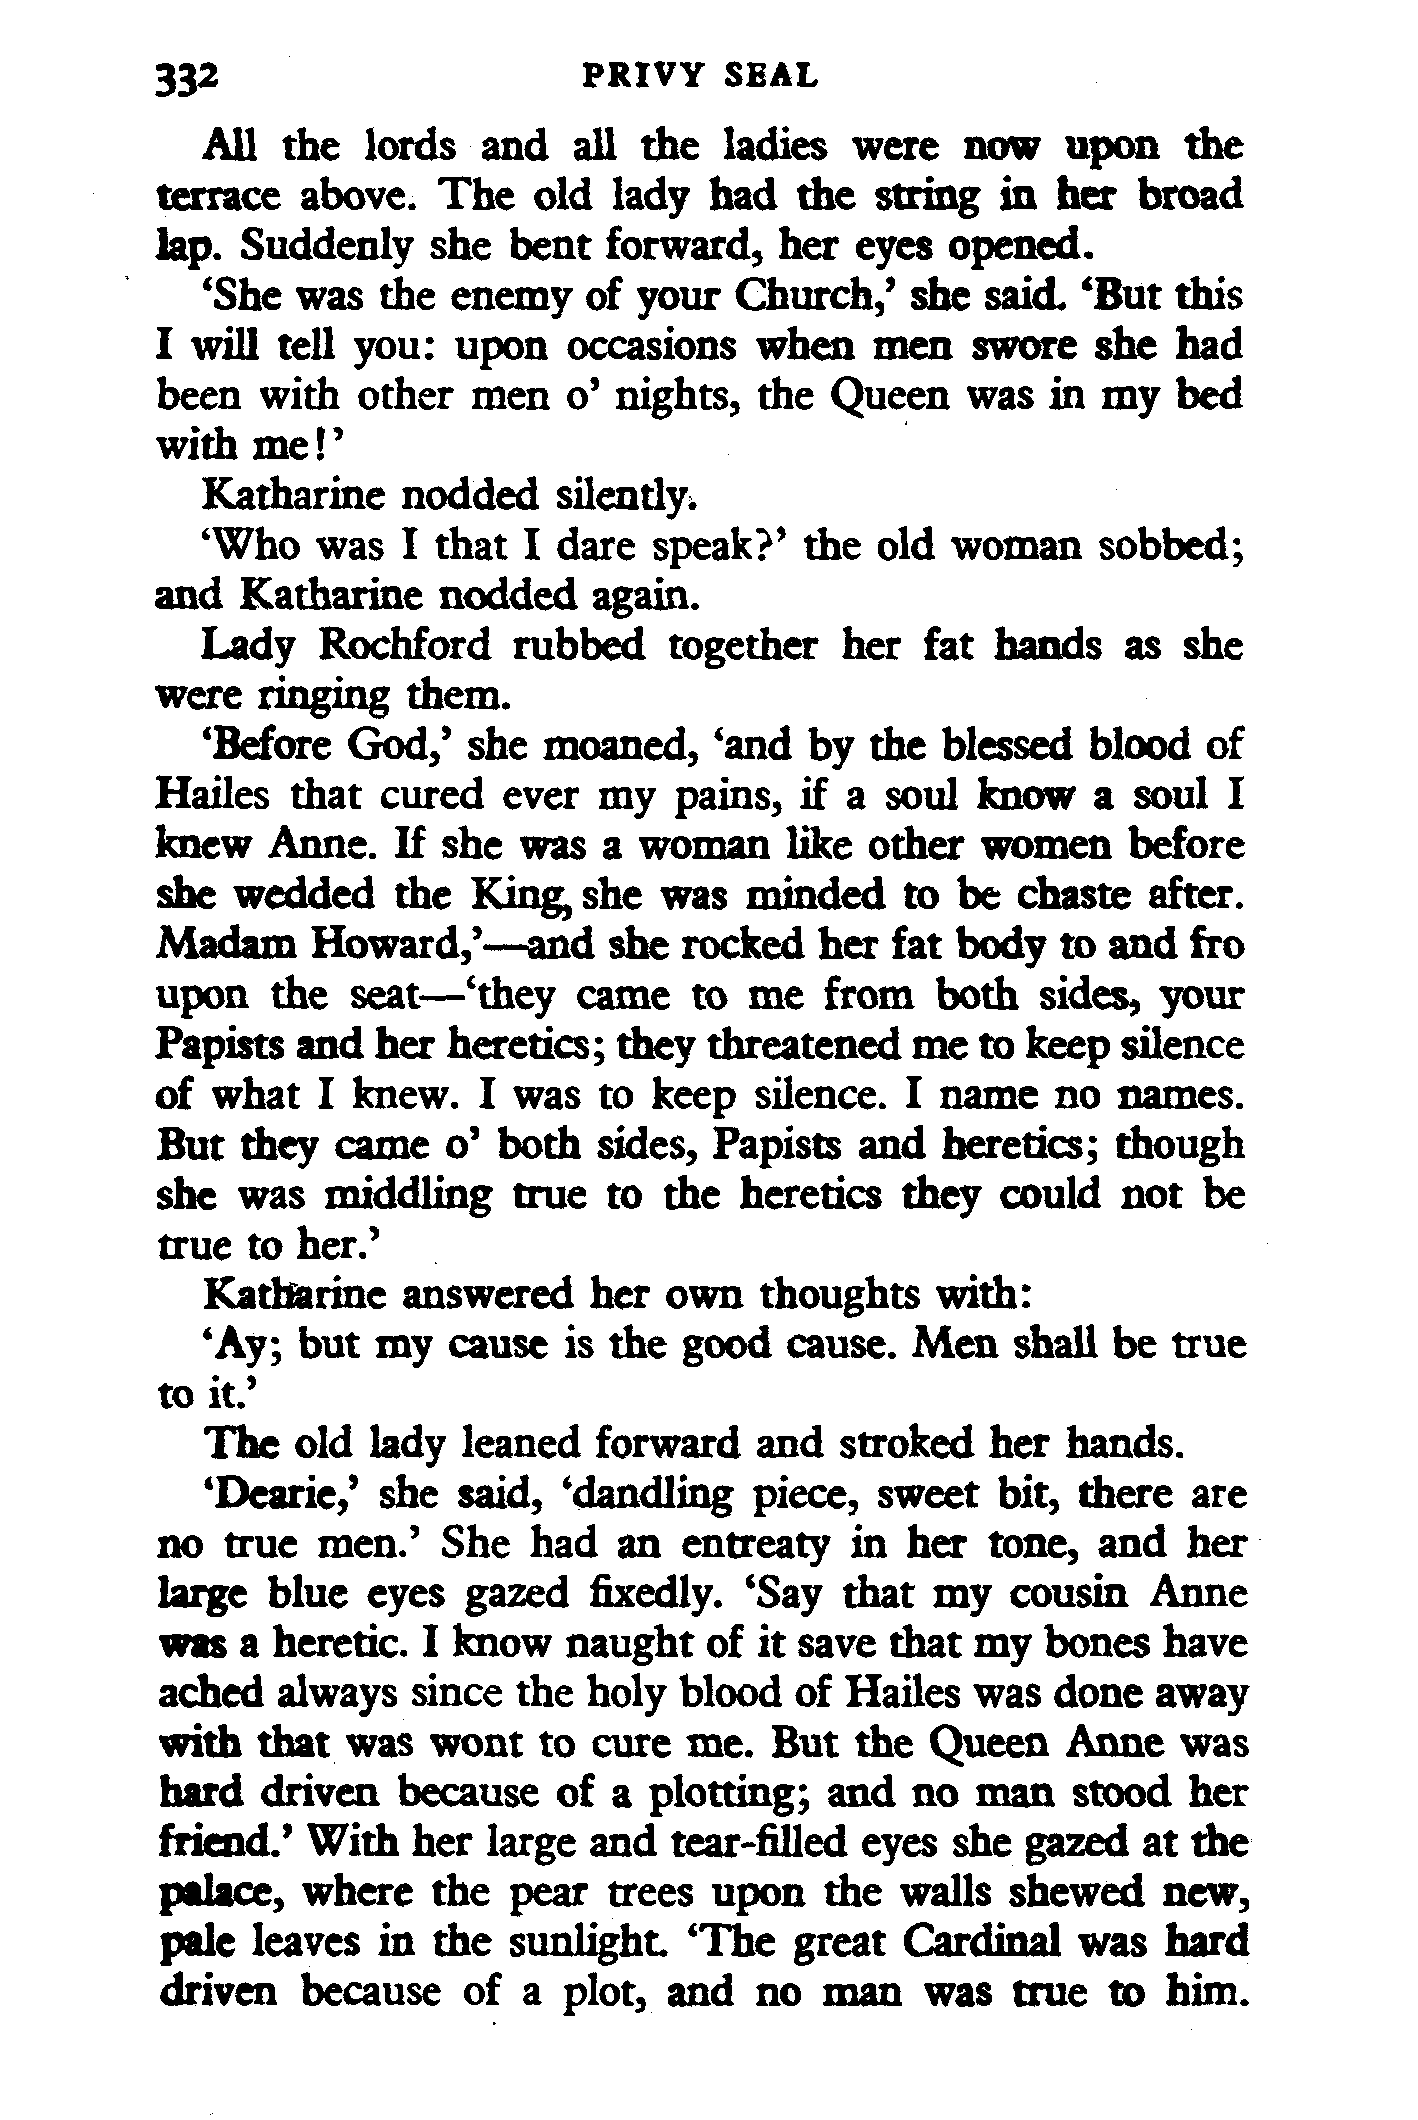 332 PRIVY SEAL
All the lords and all the ladies were now upon the
terrace above. The old lady had the string in her broad
lap. Suddenly she bent forward, her eyes opened.
‘She was the enemy of your Church,’ she said. ‘But this
I will tell you: upon occasions when men swore she had
been with other men o’ nights, the Queen was in my bed
with me!’
Katharine nodded silently.
‘Who was I that I dare speak?’ the old woman sobbed;
and Katharine nodded again.
Lady Rochford rubbed together her fat hands as she
were ringing them.
‘Before God,’ she moaned, ‘and by the blessed blood of
Hailes that cured ever my pains, if a soul know a soul I
knew Anne. If she was a woman like other women before
she wedded the King, she was minded to be chaste after.
Madam Howard,’—and she rocked her fat body to and fro
upon the seat—‘they came to me from both sides, your
Papists and her heretics; they threatened me to keep silence
of what I knew. I was to keep silence. I name no names.
But they came o’ both sides, Papists and heretics; though
she was middling true to the heretics they could not be
true to her.’
Katharine answered her own thoughts with:
‘Ay; but my cause is the good cause. Men shall be true
to it.’
The old lady leaned forward and stroked her hands.
‘Dearie,’ she said, ‘dandling piece, sweet bit, there are
no true men.’ She had an entreaty in her tone, and her
large blue eyes gazed fixedly. ‘Say that my cousin Anne
was a heretic. I know naught of it save that my bones have
ached always since the holy blood of Hailes was done away
with that was wont to cure me. But the Queen Anne was
hard driven because of a plotting; and no man stood her
friend.’ With her large and tear-filled eyes she gazed at the
palace, where the pear trees upon the walls shewed new,
pale leaves in the sunlight. ‘The great Cardinal was hard
driven because of a plot, and no man was true to him.